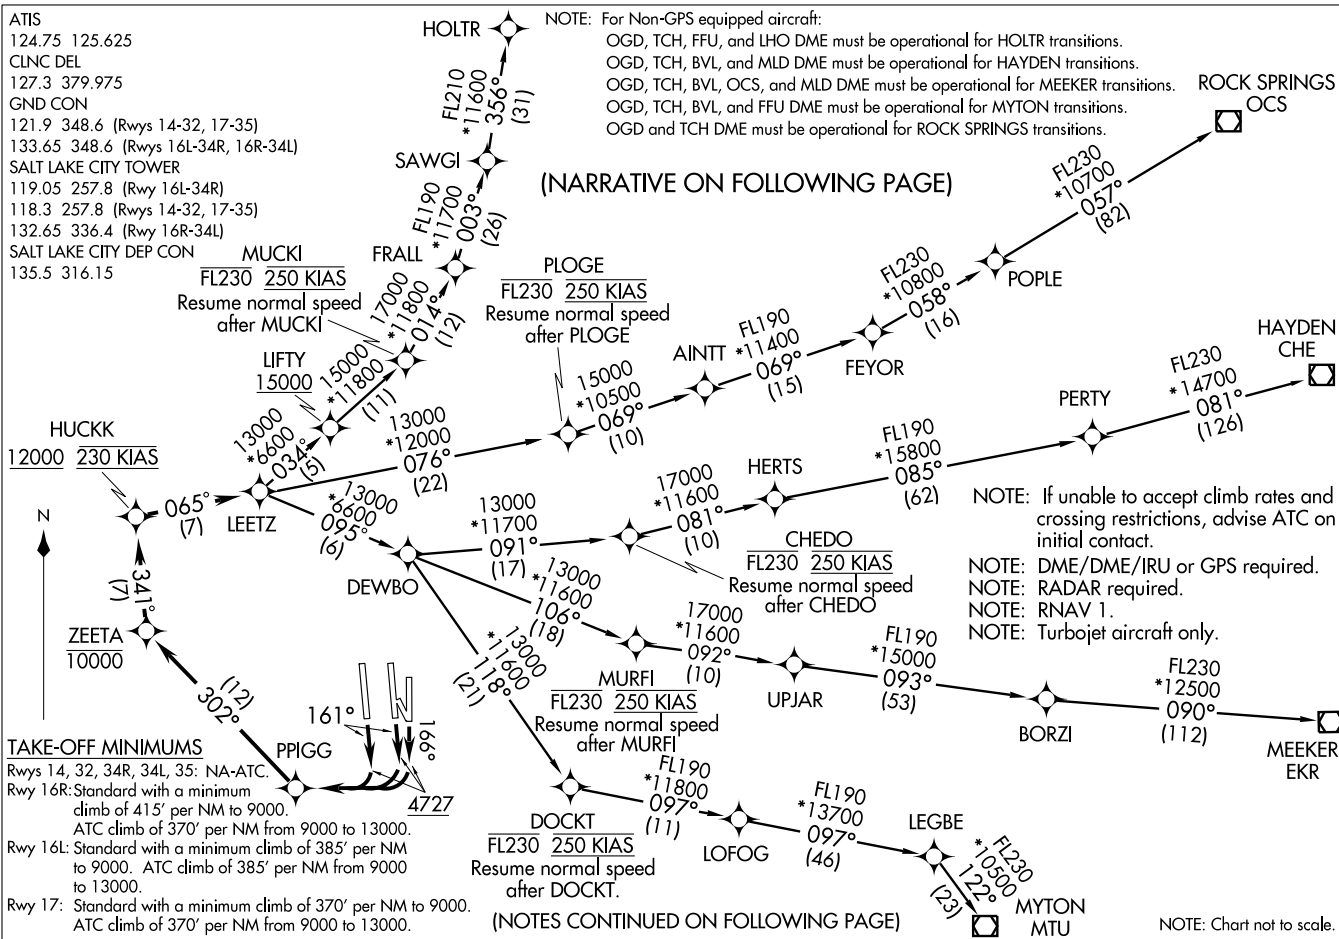 ATIS
124.75 125.625
CLNC DEL
127.3 379.975
GND CON
121.9 348.6 (Rwys 14-32, 17-35)
133.65 348.6 (Rwys 16L-34R, 16R-34L)
SALT LAKE CITY TOWER
119.05 257.8 (Rwy 16L-34R)
118.3 257.8 (Rwys 14-32, 17-35)
132.65 336.4 (Rwy 16R-34L)
SALT LAKE CITY DEP CON
135.5 316.15
NOTE: For Non-GPS equipped aircraft:
OGD, TCH, FFU, and LHO DME must be operational for HOLTR transitions.
OGD, TCH, BVL, and MLD DME must be operational for HAYDEN transitions.
OGD, TCH, BVL, OCS, and MLD DME must be operational for MEEKER transitions.
OGD, TCH, BVL, and FFU DME must be operational for MYTON transitions.
OGD and TCH DME must be operational for ROCK SPRINGS transitions.
(NARRATIVE ON FOLLOWING PAGE)
HOLTR
FL210
*11600
356°
(31)
SAWGI
FL190
*11700
003°
(26)
FRALL
17000
*11800
014°
(12)
MUCKI
FL230 250 KIAS
Resume normal speed
after MUCKI
15000
*11800
(11)
LIFTY
15000
13000
*6600
034°
(5)
HUCKK
12000 230 KIAS
065°
(7)
LEETZ
13000
*12000
076°
(22)
PLOGE
FL230 250 KIAS
Resume normal speed
after PLOGE
15000
*10500
069°
(10)
AINTT
FL190
*11400
069°
(15)
FEYOR
FL230
*10800
058°
(16)
POPLE
FL230
*10700
057°
(82)
ROCK SPRINGS
OCS
13000
*6600
095°
(6)
DEWBO
13000
*11700
091°
(17)
CHEDO
FL230 250 KIAS
Resume normal speed
after CHEDO
17000
*11600
081°
(10)
HERTS
FL190
*15800
085°
(62)
PERTY
FL230
*14700
081°
(126)
HAYDEN
CHE
13000
*11600
106°
(18)
MURFI
FL230 250 KIAS
Resume normal speed
after MURFI
17000
*11600
092°
(10)
UPJAR
FL190
*15000
093°
(53)
BORZI
FL230
*12500
090°
(112)
MEEKER
EKR
13000
*11600
118°
(21)
DOCKT
FL230 250 KIAS
Resume normal speed
after DOCKT.
FL190
*11800
097°
(11)
LOFOG
FL190
*13700
097°
(46)
LEGBE
FL230
*10500
122°
(23)
MYTON
MTU
NOTE: If unable to accept climb rates and
crossing restrictions, advise ATC on
initial contact.
NOTE: DME/DME/IRU or GPS required.
NOTE: RADAR required.
NOTE: RNAV 1.
NOTE: Turbojet aircraft only.
N
341°
(7)
ZEETA
10000
(12)
302°
PPIGG
161°
166°
4727
TAKE-OFF MINIMUMS
Rwys 14, 32, 34R, 34L, 35: NA-ATC.
Rwy 16R: Standard with a minimum
climb of 415' per NM to 9000.
ATC climb of 370' per NM from 9000 to 13000.
Rwy 16L: Standard with a minimum climb of 385' per NM
to 9000. ATC climb of 385' per NM from 9000
to 13000.
Rwy 17: Standard with a minimum climb of 370' per NM to 9000.
ATC climb of 370' per NM from 9000 to 13000.
(NOTES CONTINUED ON FOLLOWING PAGE)
NOTE: Chart not to scale.